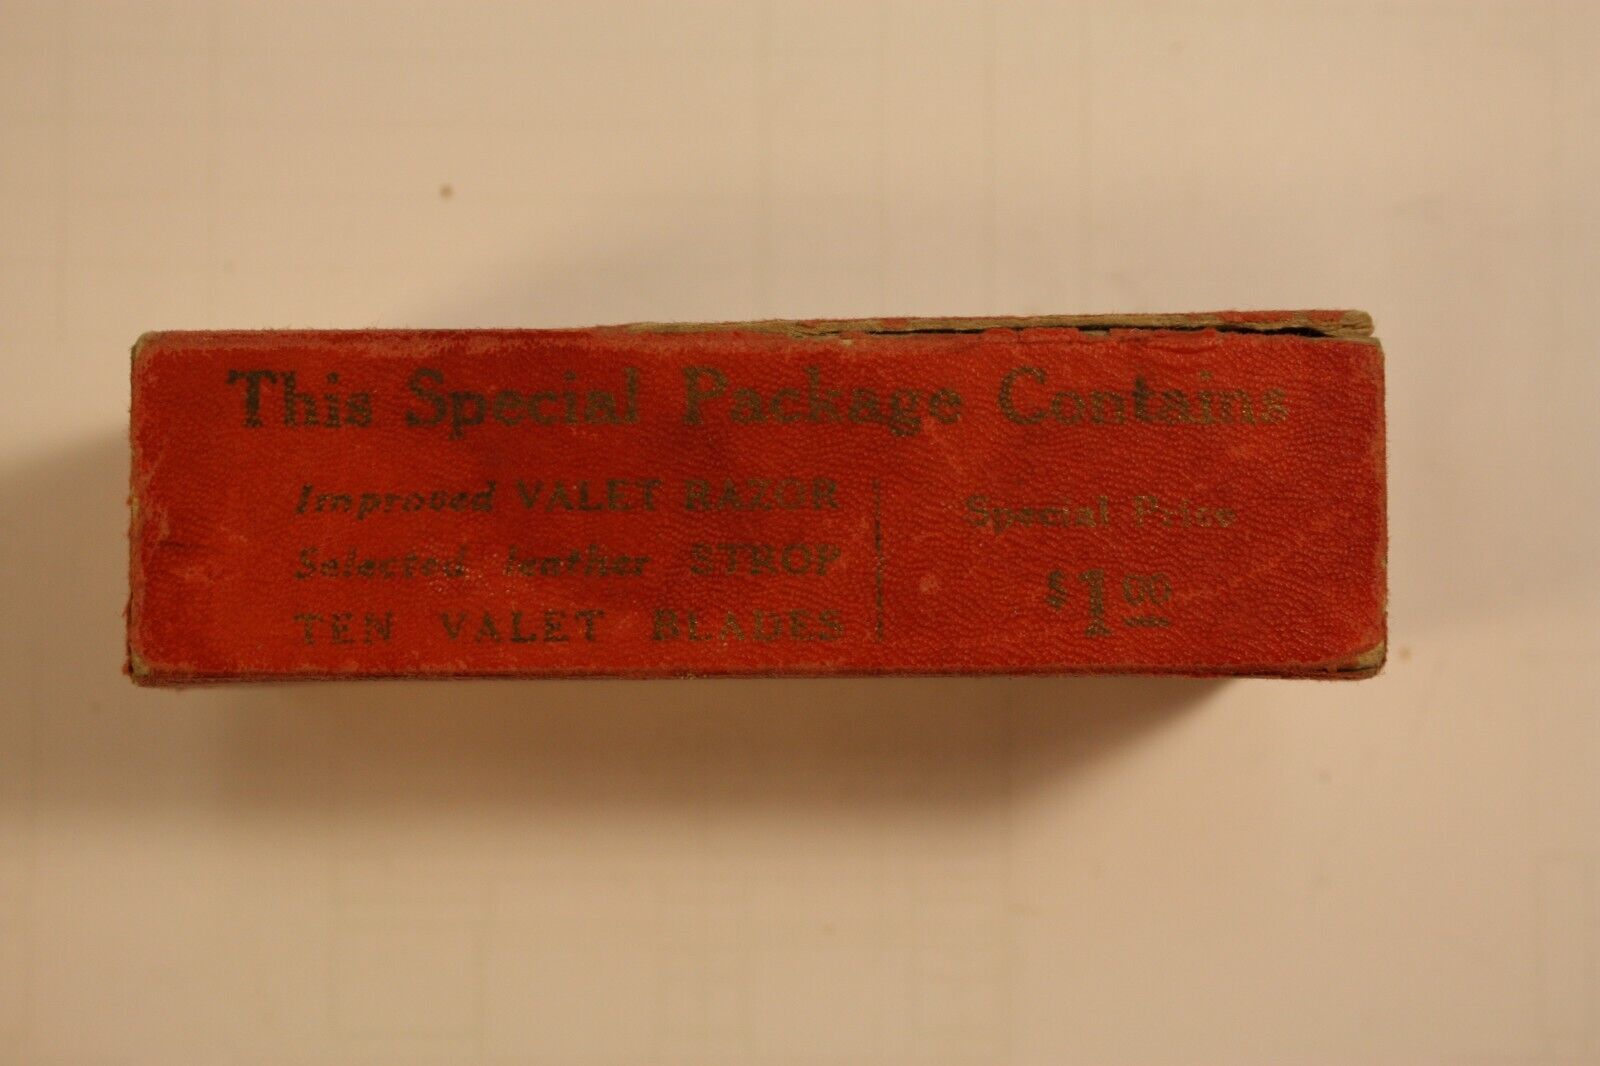 This Special Package Contains
Improved VALET RAZOR
Selected leather STROP
TEN VALET BLADES
Special Price
$1.00